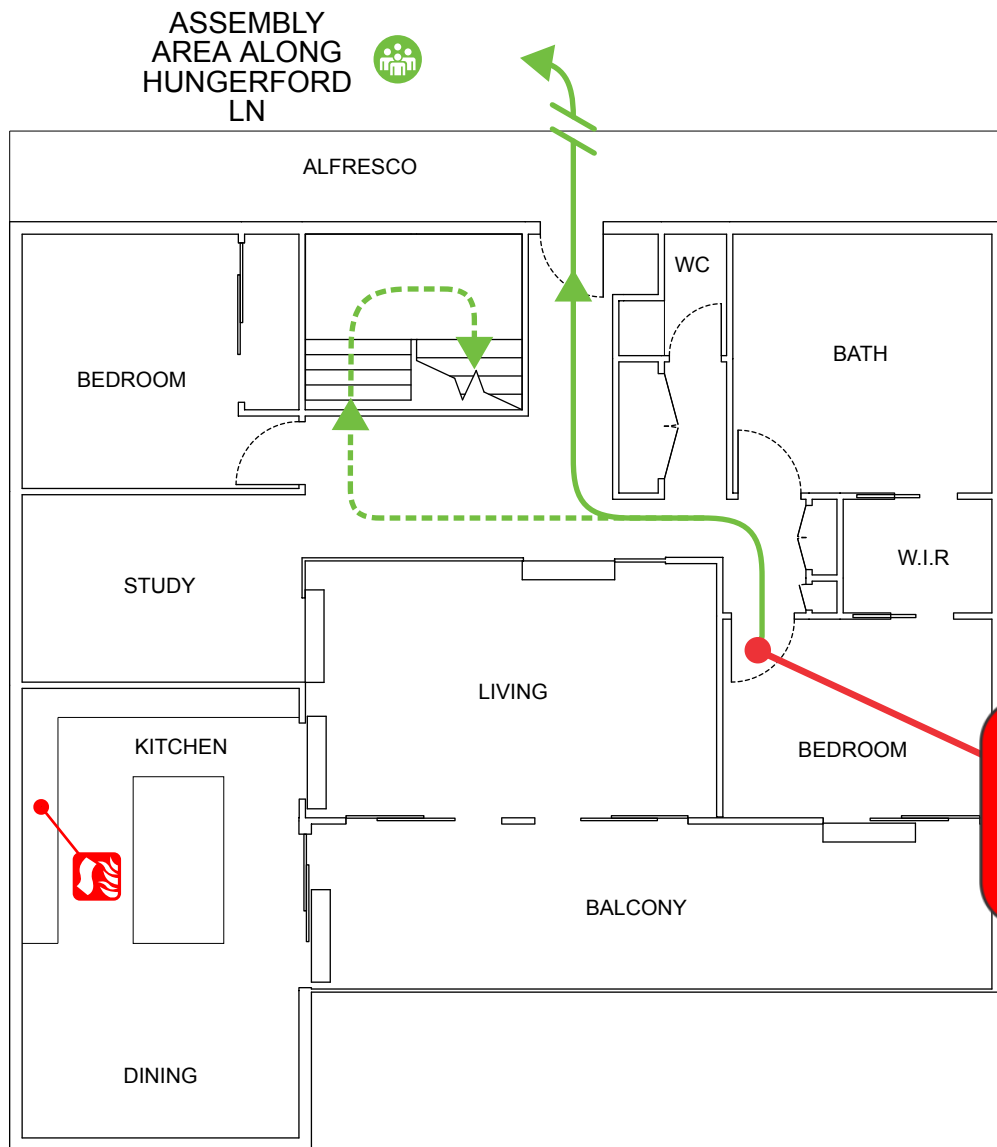 ASSEMBLY
AREA ALONG
HUNGERFORD
LN
ALFRESCO
WC
BATH
BEDROOM
W.I.R
STUDY
LIVING
KITCHEN
BEDROOM
BALCONY
DINING